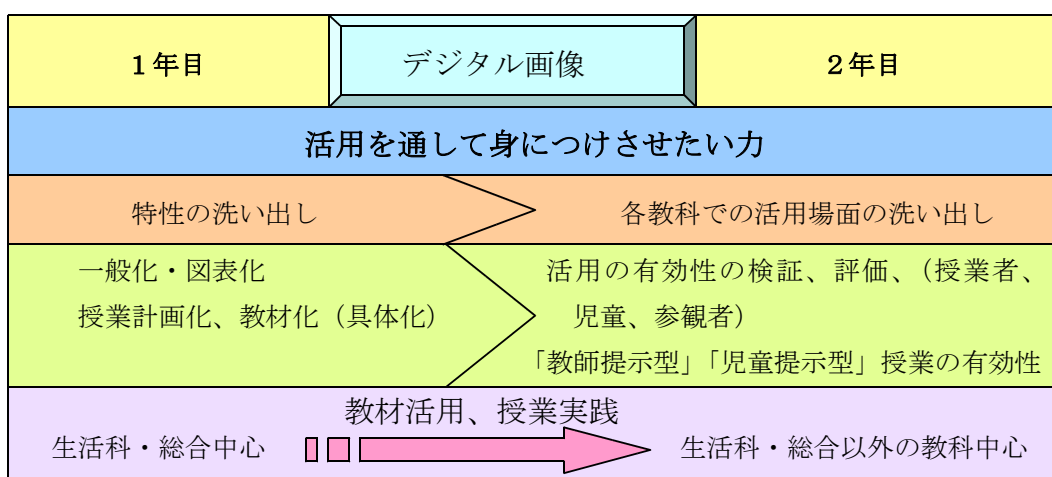 1年目
デジタル画像
2年目
活用を通して身につけさせたい力
特性の洗い出し
各教科での活用場面の洗い出し
一般化・図表化
授業計画化、教材化（具体化）
活用の有効性の検証、評価、（授業者、
児童、参観者）
「教師提示型」「児童提示型」授業の有効性
教材活用、授業実践
生活科・総合中心
生活科・総合以外の教科中心